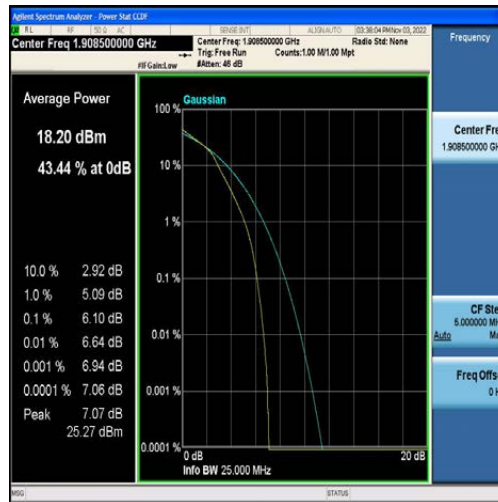 Agilent Spectrum Analyzer - Power Stat CCDF
RL RF 50 Ω AC SENSE:INT ALIGNAUTO 03:38:04 PM Nov 03, 2022
Center Freq 1.908500000 GHz
Center Freq: 1.908500000 GHz
Radio Std: None
Trig: Free Run
Counts:1.00 M/1.00 Mpt
#IFGain:Low
#Atten: 46 dB
Frequency
Average Power
18.20 dBm
43.44 % at 0dB
10.0 % 2.92 dB
1.0 % 5.09 dB
0.1 % 6.10 dB
0.01 % 6.64 dB
0.001 % 6.94 dB
0.0001 % 7.06 dB
Peak 7.07 dB
25.27 dBm
Gaussian
100 %
10 %
1 %
0.1 %
0.01 %
0.001 %
0.0001 %
0 dB
20 dB
Info BW 25.000 MHz
Center Fre
1.908500000 GH
CF Ste
5.000000 MH
Auto Ma
Freq Offs
0 H
MSG
STATUS